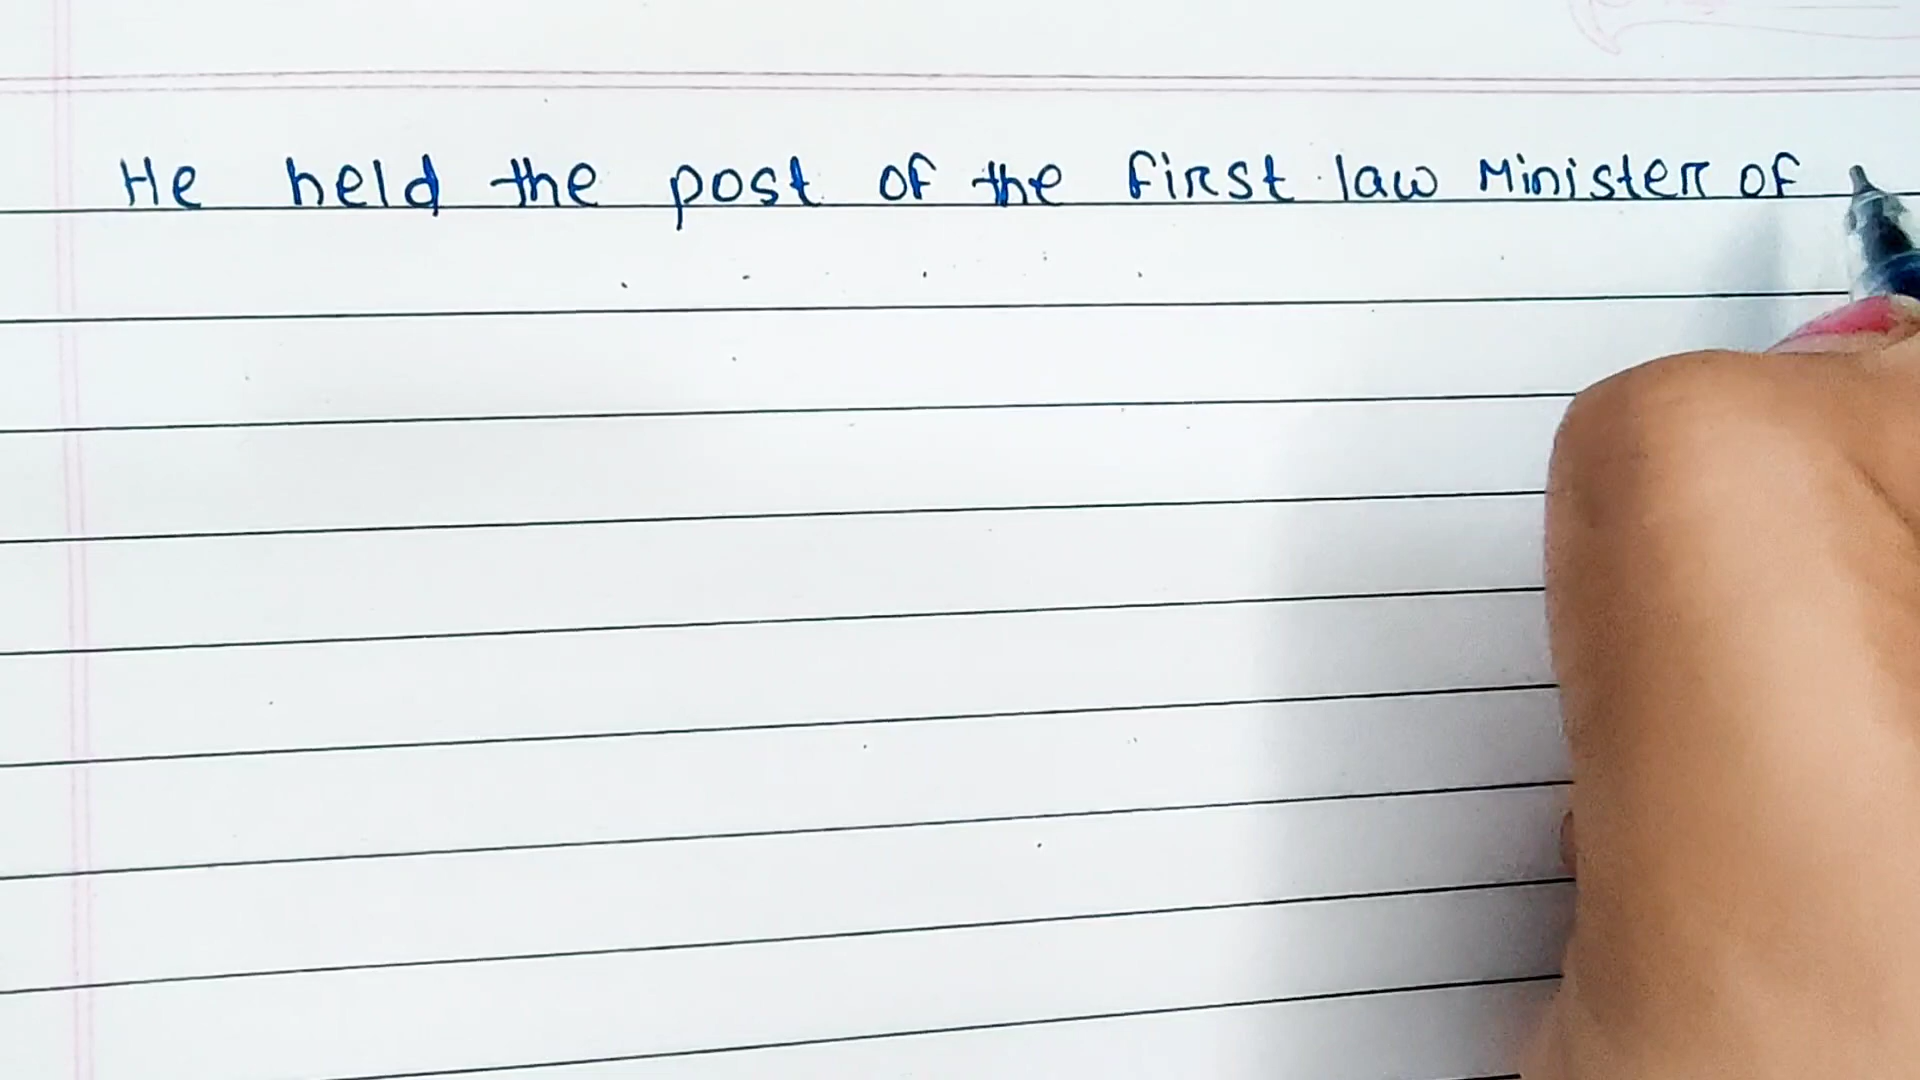 He held the post of the first law Minister of